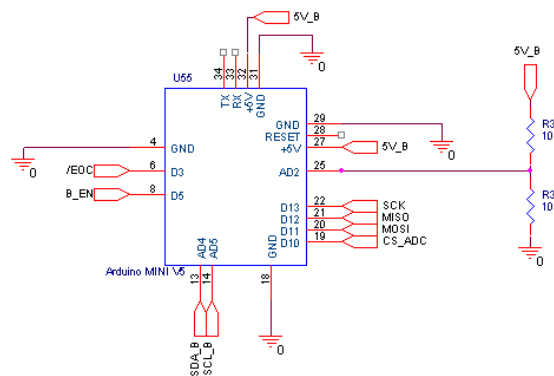 5V_B
0
5V_B
U55
34
33
32
31
TX
RX
+5V
GND
R3
10
4
GND
GND
29
RESET
28
+5V
27
5V_B
0
0
/EOC
6
D3
AD2
25
B_EN
8
D5
R3
10
D13
22
SCK
D12
21
MISO
D11
20
MOSI
D10
19
CS_ADC
AD4
AD5
GND
0
Arduino MINI V5
13
14
18
SDA_B
SCL_B
0